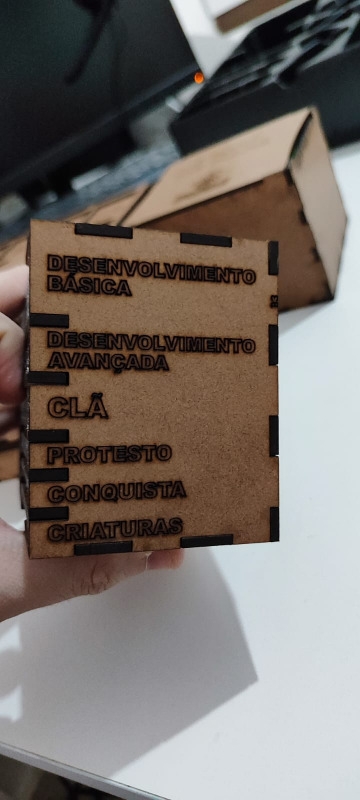 DESENVOLVIMENTO
BÁSICA
DESENVOLVIMENTO
AVANÇADA
CLÃ
PROTESTO
CONQUISTA
CRIATURAS